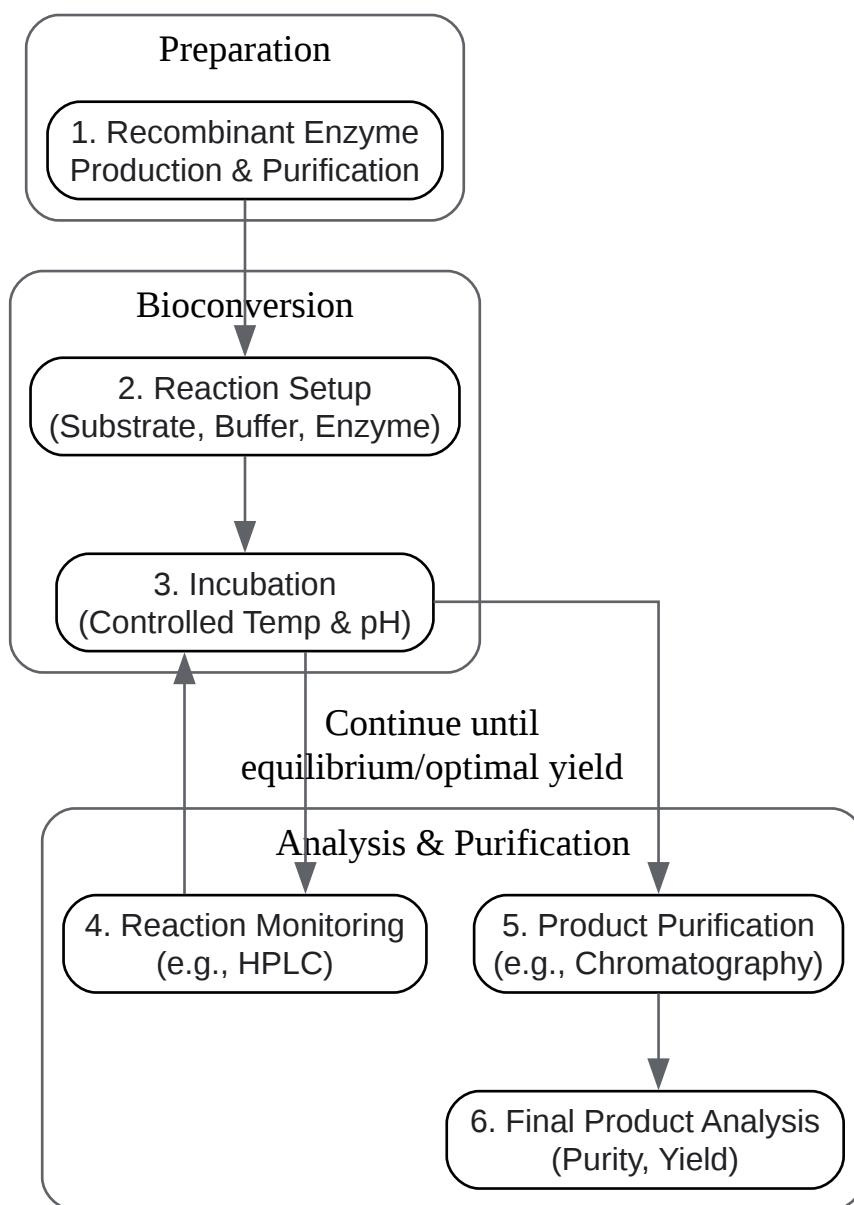 Preparation
1. Recombinant Enzyme
Production & Purification
Bioconversion
2. Reaction Setup
(Substrate, Buffer, Enzyme)
3. Incubation
(Controlled Temp & pH)
Continue until
equilibrium/optimal yield
Analysis & Purification
4. Reaction Monitoring
(e.g., HPLC)
5. Product Purification
(e.g., Chromatography)
6. Final Product Analysis
(Purity, Yield)